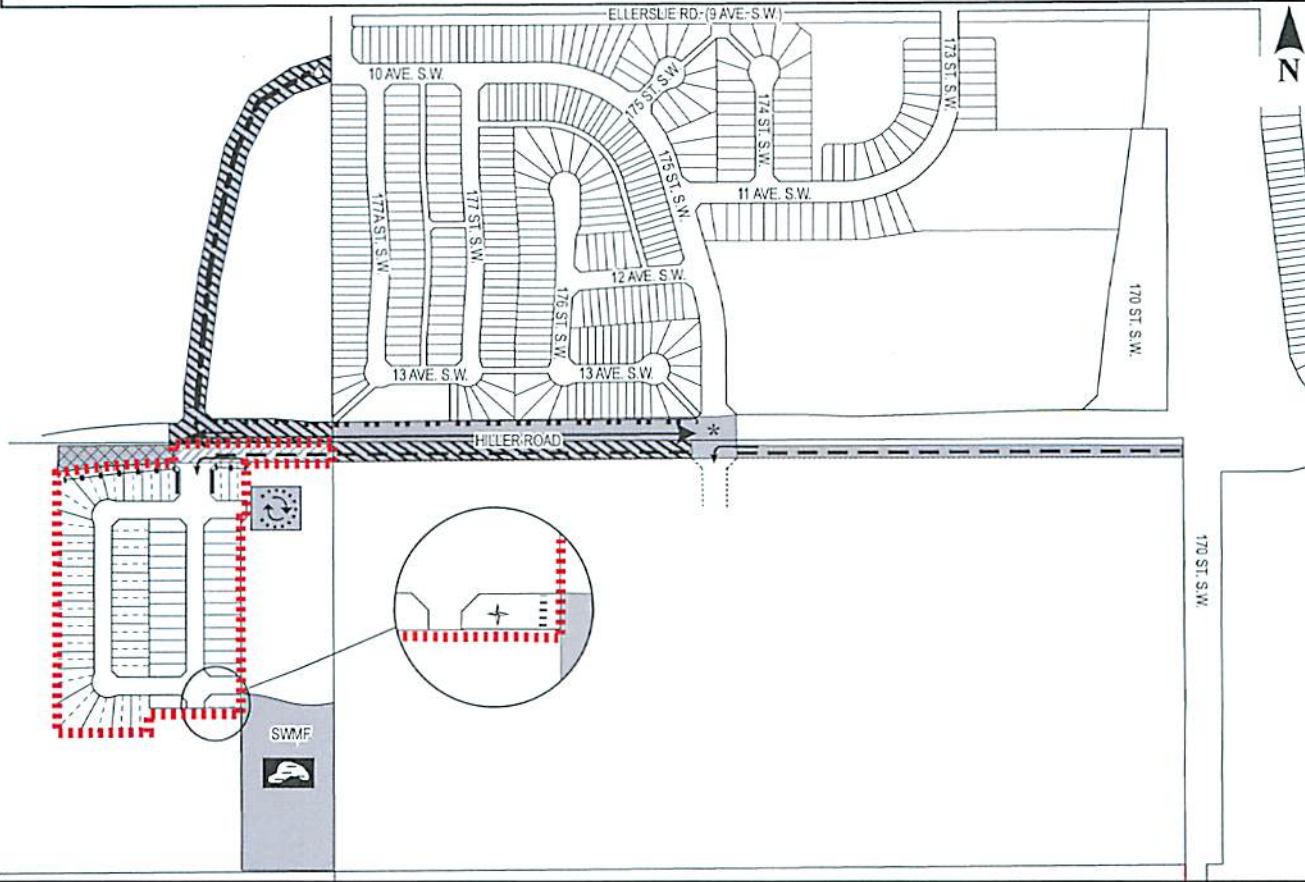 ELLERSLIE RD. (9 AVE. S.W.)
N
10 AVE. S.W.
175 ST. S.W.
174 ST. S.W.
173 ST. S.W.
175 ST. S.W.
11 AVE. S.W.
177A ST. S.W.
177 ST. S.W.
12 AVE. S.W.
176 ST. S.W.
170 ST. S.W.
13 AVE. S.W.
13 AVE. S.W.
HILLER ROAD
*
170 ST. S.W.
SWMF